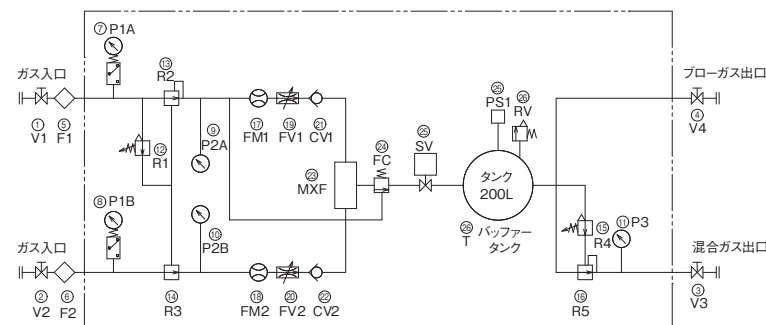 ⑦ P1A
ガス入口
① V1
⑤ F1
⑬ R2
⑫ R1
⑨ P2A
⑰ FM1
⑲ FV1
㉑ CV1
㉓ MXF
㉔ FC
㉕ SV
㉕ PS1
㉖ RV
タンク
200L
㉖ T
バッファー
タンク
ブローガス出口
④ V4
⑧ P1B
ガス入口
② V2
⑥ F2
⑭ R3
⑩ P2B
⑱ FM2
⑳ FV2
㉒ CV2
⑮ R4
⑪ P3
⑯ R5
混合ガス出口
③ V3